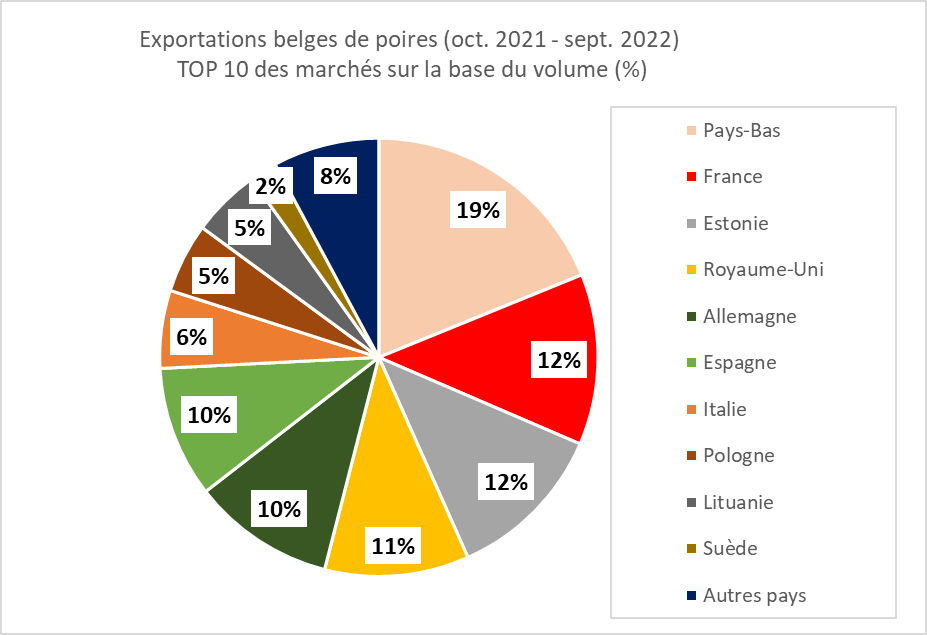 Exportations belges de poires (oct. 2021 - sept. 2022)
TOP 10 des marchés sur la base du volume (%)
19%
12%
12%
11%
10%
10%
6%
5%
5%
2%
8%
Pays-Bas
France
Estonie
Royaume-Uni
Allemagne
Espagne
Italie
Pologne
Lituanie
Suède
Autres pays